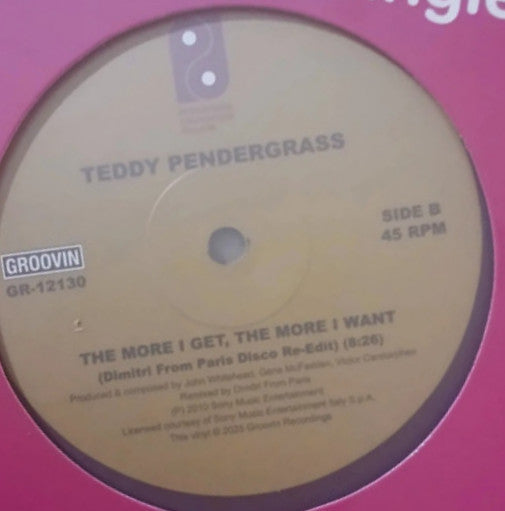 TEDDY PENDERGRASS
SIDE B
45 RPM
GROOVIN
GR-12130
THE MORE I GET, THE MORE I WANT
(Dimitri From Paris Disco Re-Edit) (8:26)
Produced & composed by John Whitehead, Gene McFadden, Victor Carstarphen
Remixed by Dimitri From Paris
(P) 2010 Sony Music Entertainment
Licensed courtesy of Sony Music Entertainment Italy S.p.A.
This vinyl © 2025 Groovin Recordings